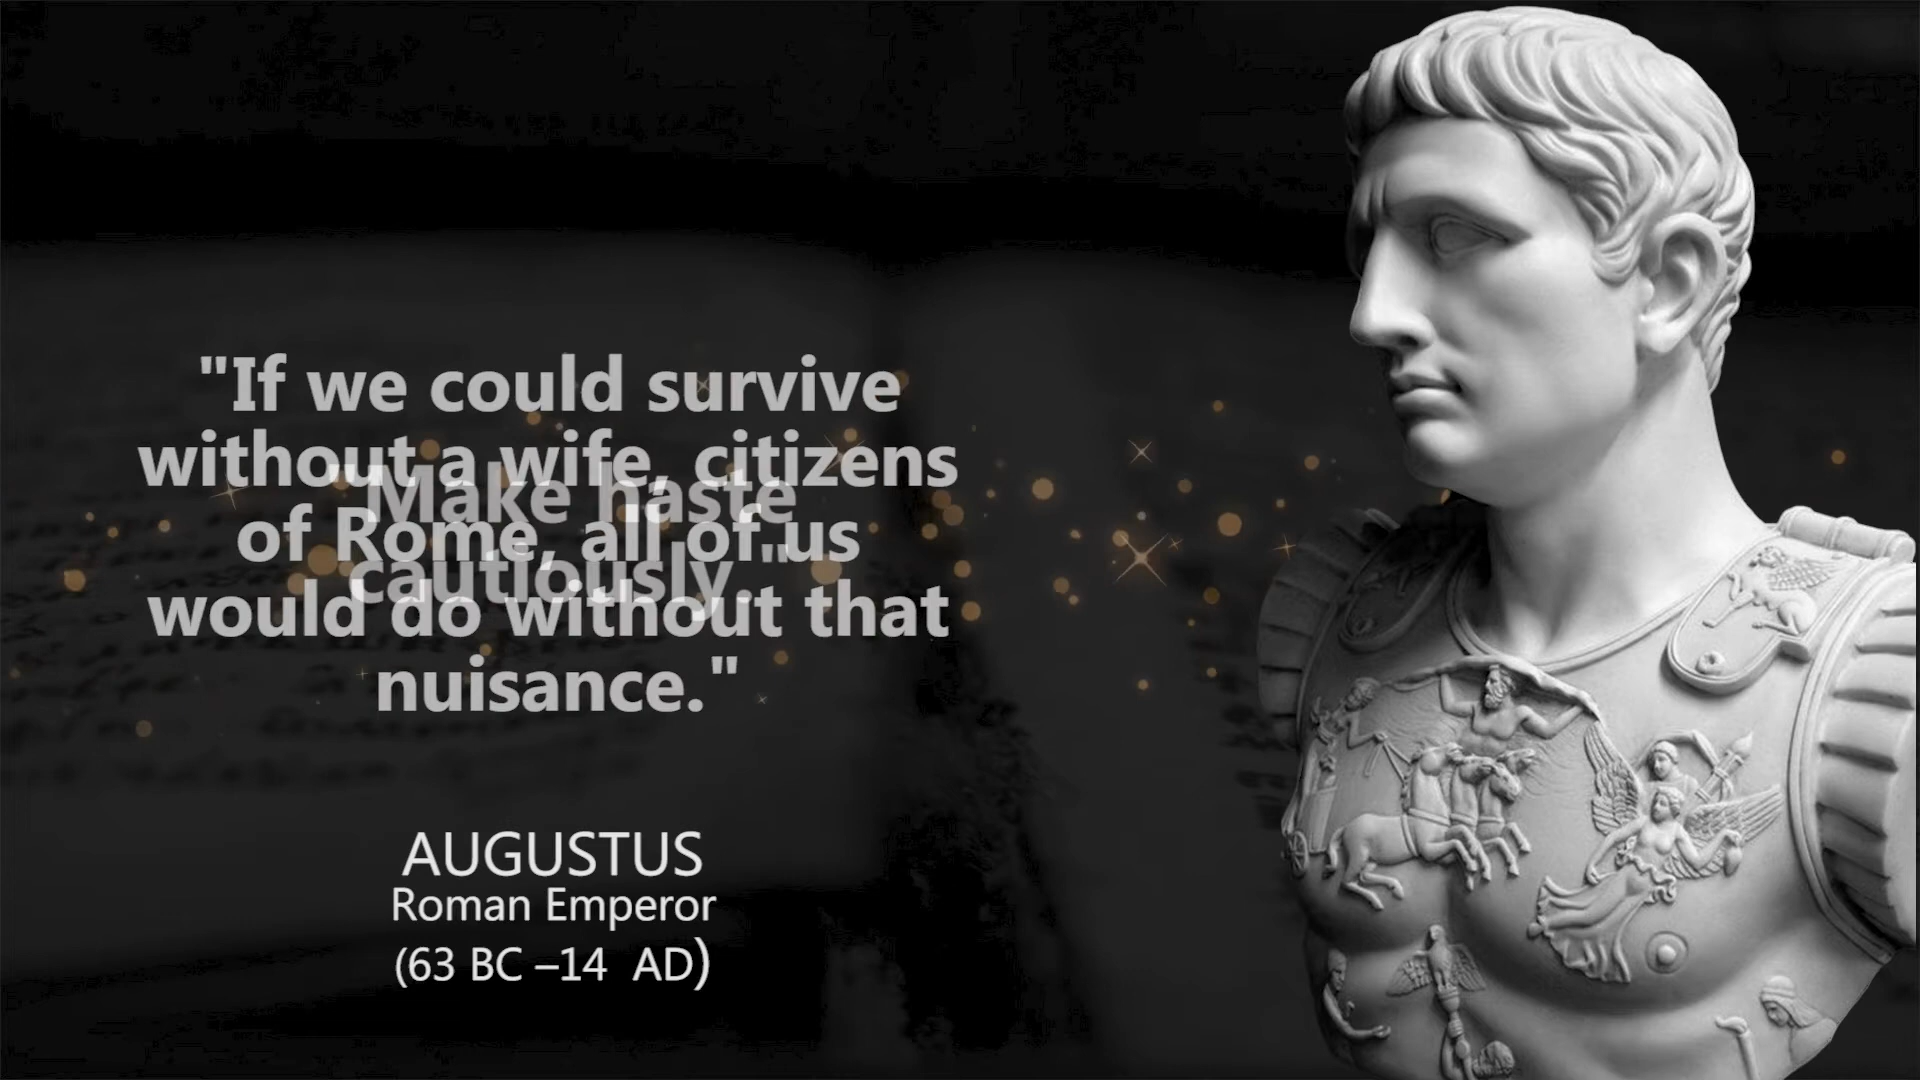 "If we could survive
without a wife, citizens
of Rome, all of us
would do without that
nuisance."
"Make haste
cautiously."
AUGUSTUS
Roman Emperor
(63 BC –14 AD)